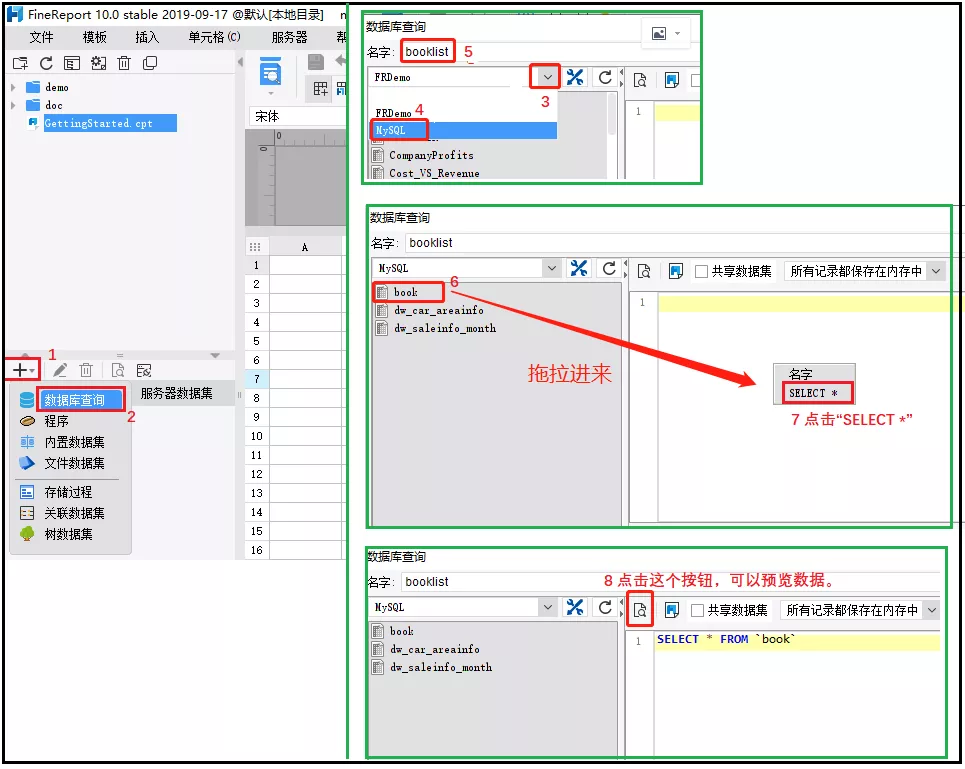 FineReport 10.0 stable 2019-09-17 @默认[本地目录]
文件 模板 插入 单元格(C) 服务器
demo
doc
GettingStarted.cpt
宋体
0
0
A
1
2
3
4
5
6
7
8
9
10
11
12
13
14
15
16
1
数据库查询
2
服务器数据集
程序
内置数据集
文件数据集
存储过程
关联数据集
树数据集
数据库查询
名字: booklist 5
FRDemo
3
FRDemo 4
MySQL
CompanyProfits
Cost_VS_Revenue
1
数据库查询
名字: booklist
MySQL
共享数据集 所有记录都保存在内存中
book 6
dw_car_areainfo
dw_saleinfo_month
1
拖拉进来
名字
SELECT *
7 点击“SELECT *”
数据库查询
名字: booklist
8 点击这个按钮，可以预览数据。
MySQL
共享数据集 所有记录都保存在内存中
book
dw_car_areainfo
dw_saleinfo_month
1 SELECT * FROM `book`